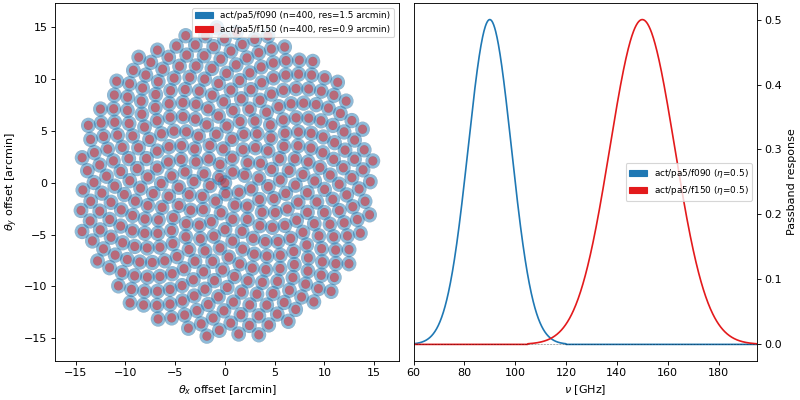 act/pa5/f090 (n=400, res=1.5 arcmin)
act/pa5/f150 (n=400, res=0.9 arcmin)
15
10
5
0
−5
−10
−15
θy offset [arcmin]
−15 −10 −5 0 5 10 15
θx offset [arcmin]
act/pa5/f090 (η=0.5)
act/pa5/f150 (η=0.5)
0.5
0.4
0.3
0.2
0.1
0.0
Passband response
60 80 100 120 140 160 180
ν [GHz]